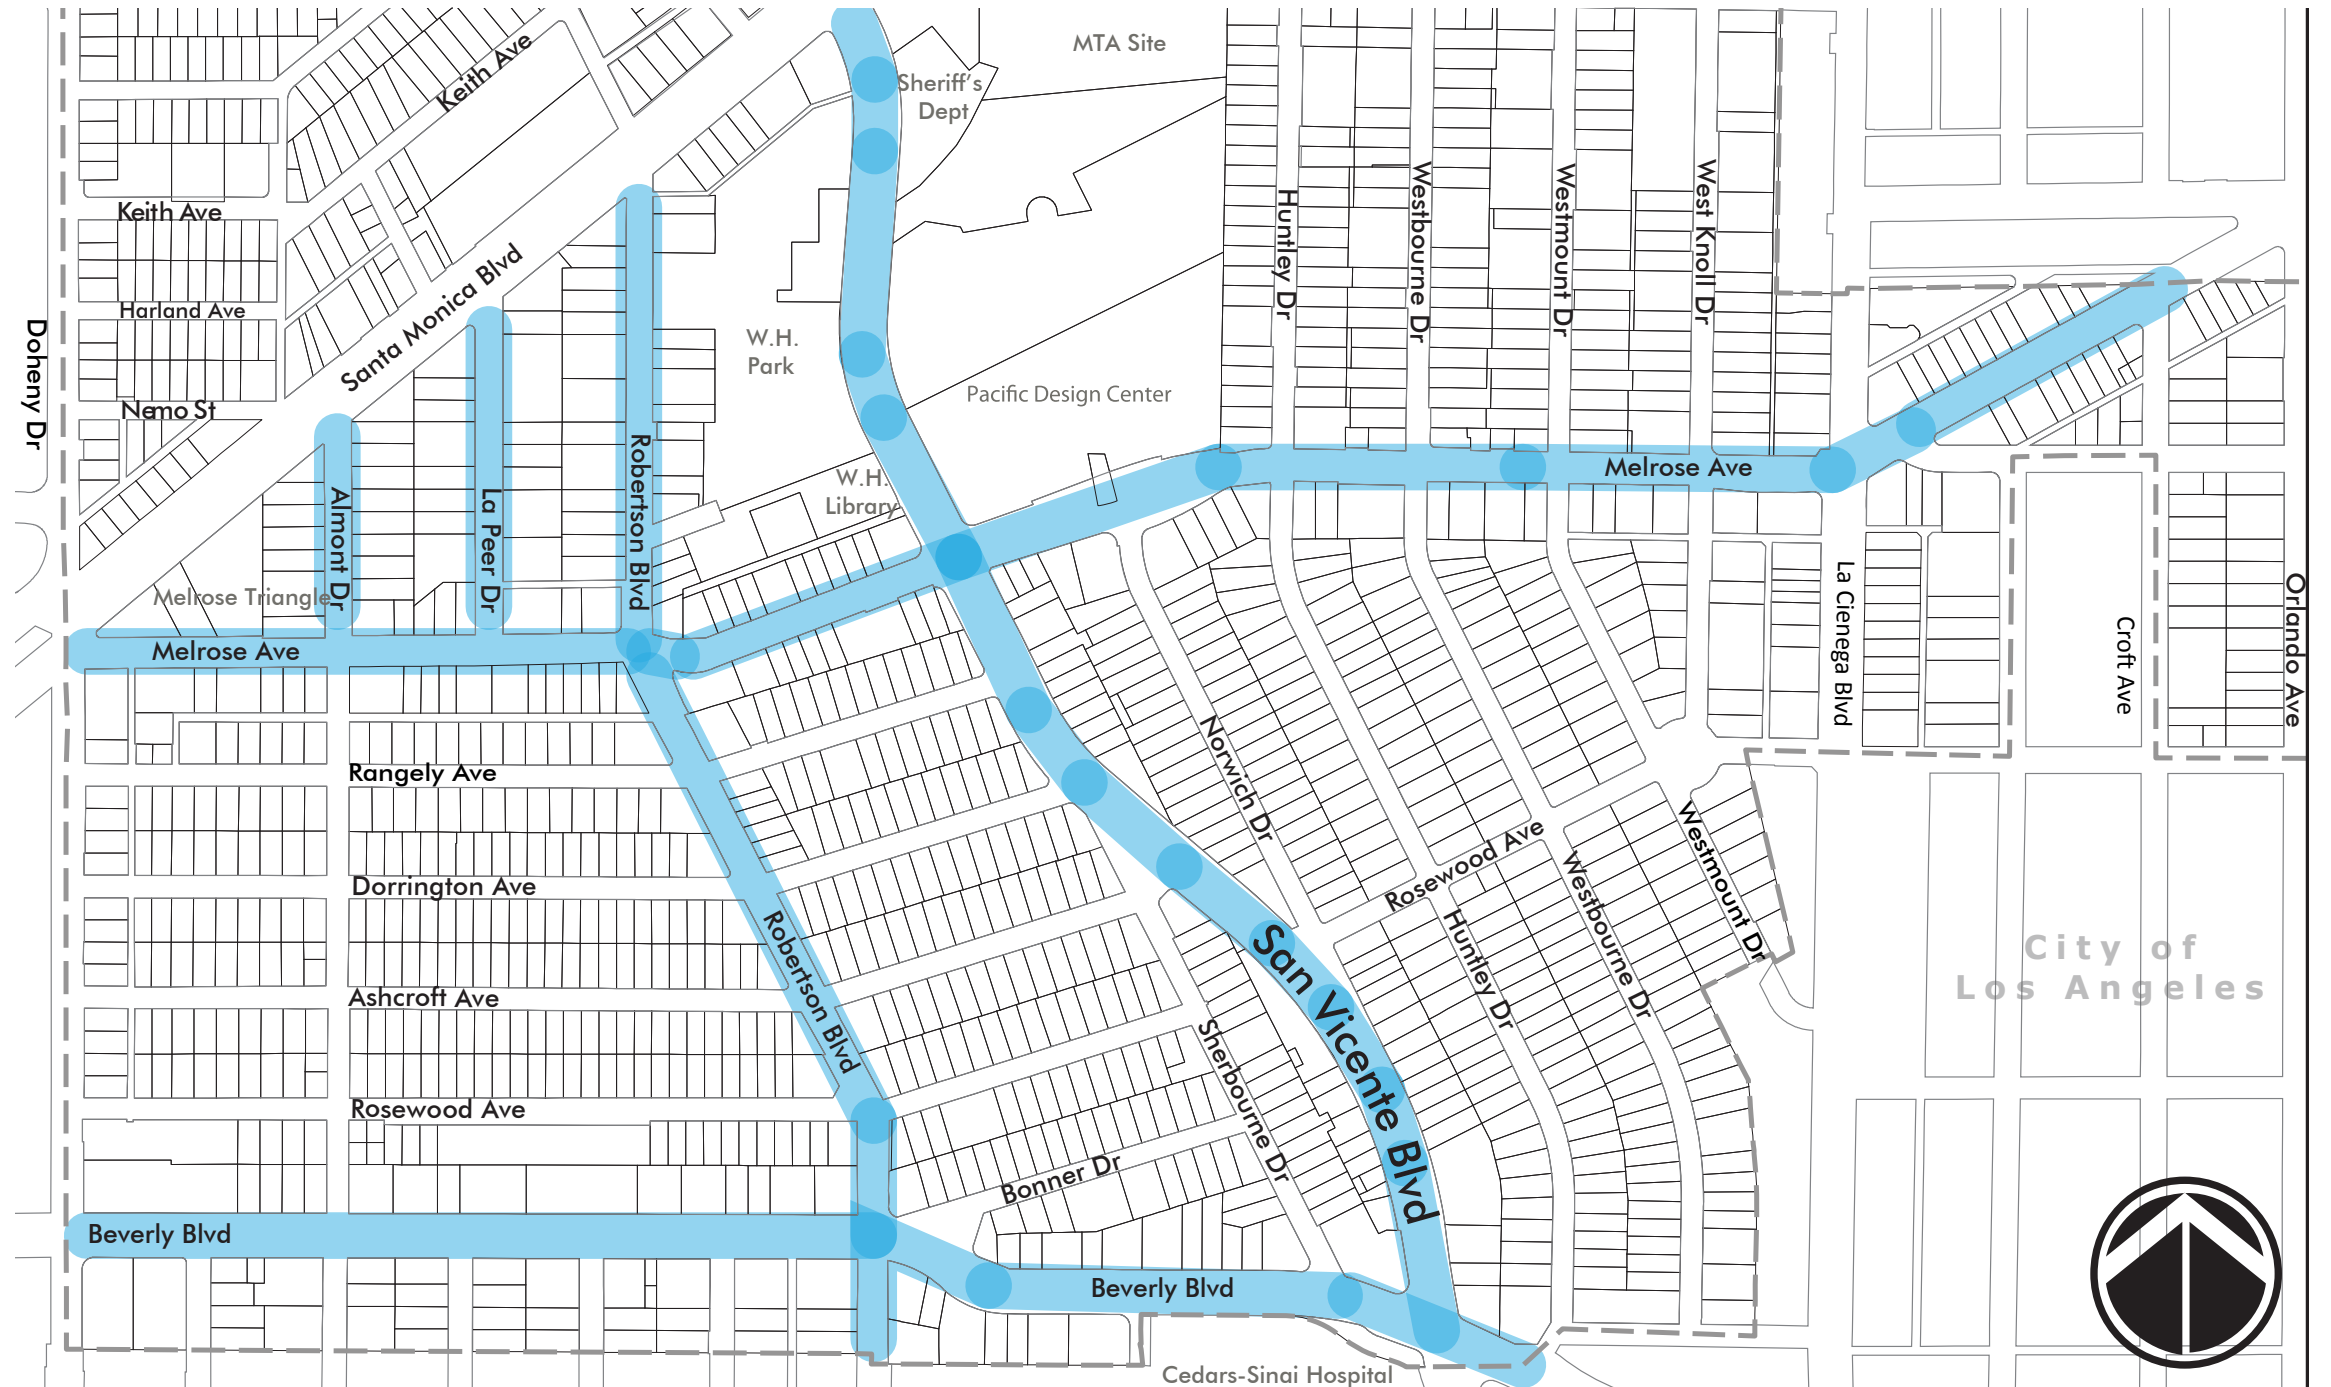 MTA Site
Keith Ave
Sheriff's
Dept
Keith Ave
Huntley Dr
Westbourne Dr
Westmount Dr
West Knoll Dr
Santa Monica Blvd
Harland Ave
Doheny Dr
W.H.
Park
Pacific Design Center
Nemo St
Robertson Blvd
Melrose Ave
W.H.
Library
Almont Dr
La Peer Dr
Melrose Triangle
La Cienega Blvd
Croft Ave
Orlando Ave
Melrose Ave
Norwich Dr
Rangely Ave
Rosewood Ave
Westmount Dr
Dorrington Ave
Westbourne Dr
Robertson Blvd
Huntley Dr
San Vicente Blvd
City of
Los Angeles
Ashcroft Ave
Sherbourne Dr
Rosewood Ave
Bonner Dr
Beverly Blvd
Beverly Blvd
Cedars-Sinai Hospital